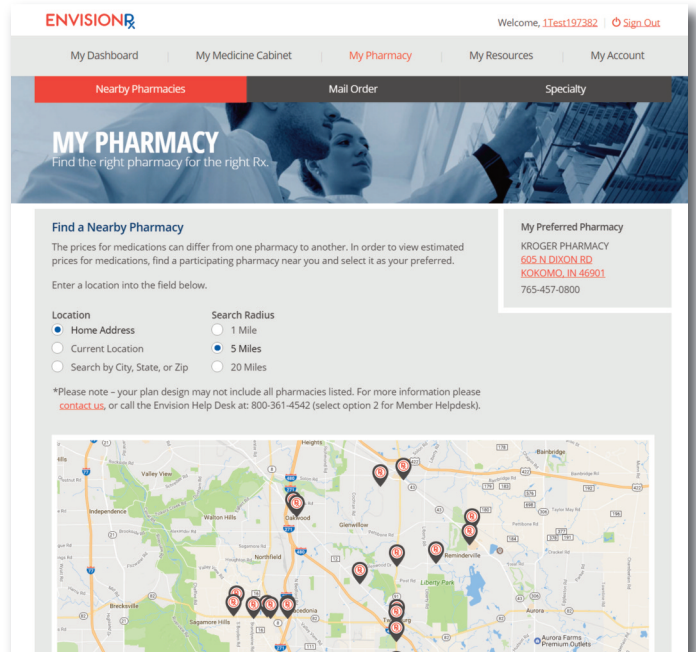 ENVISIONRx
Welcome, 1Test197382 Sign Out
My Dashboard My Medicine Cabinet My Pharmacy My Resources My Account
Nearby Pharmacies Mail Order Specialty
MY PHARMACY
Find the right pharmacy for the right Rx.
Find a Nearby Pharmacy
The prices for medications can differ from one pharmacy to another. In order to view estimated
prices for medications, find a participating pharmacy near you and select it as your preferred.
Enter a location into the field below.
My Preferred Pharmacy
KROGER PHARMACY
605 N DIXON RD
KOKOMO, IN 46901
765-457-0800
Location Search Radius
Home Address 1 Mile
Current Location 5 Miles
Search by City, State, or Zip 20 Miles
*Please note – your plan design may not include all pharmacies listed. For more information please
contact us, or call the Envision Help Desk at: 800-361-4542 (select option 2 for Member Helpdesk).
Heights
Bainbridge
Valley View
Independence
Walton Hills
Oakwood
Glenwillow
Northfield
Reminderville
Liberty Park
Brecksville
Macedonia
Aurora
Sagamore Hills
Aurora Farms
Premium Outlets